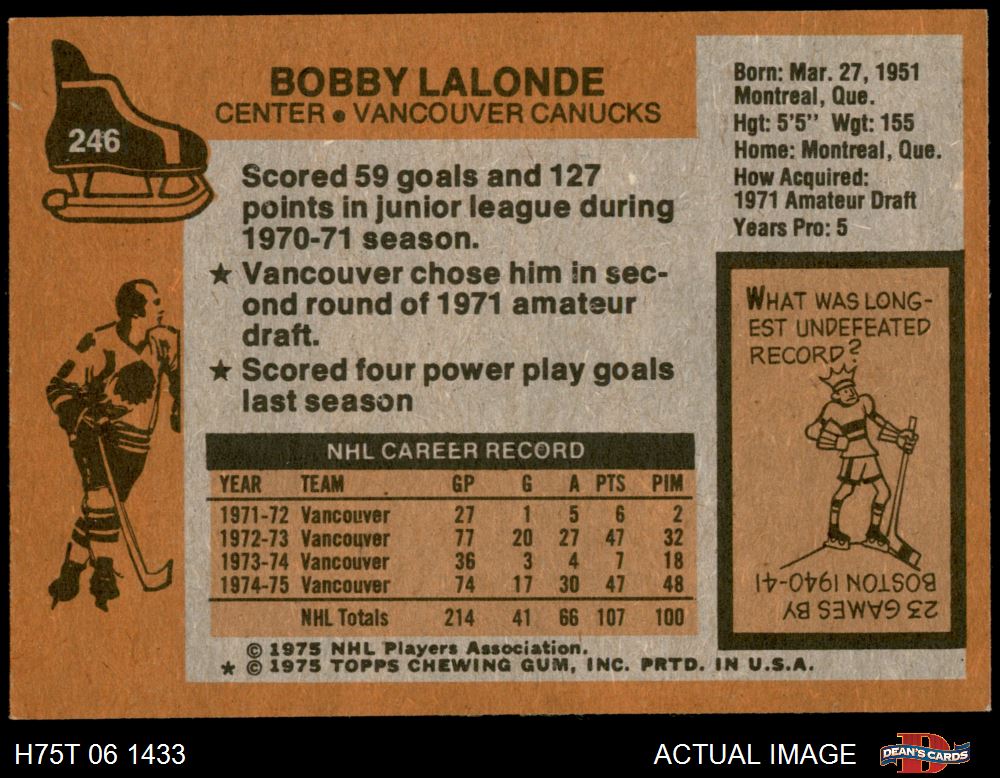 246
BOBBY LALONDE
CENTER • VANCOUVER CANUCKS
Scored 59 goals and 127
points in junior league during
1970-71 season.
★ Vancouver chose him in sec-
ond round of 1971 amateur
draft.
★ Scored four power play goals
last season
Born: Mar. 27, 1951
Montreal, Que.
Hgt: 5'5" Wgt: 155
Home: Montreal, Que.
How Acquired:
1971 Amateur Draft
Years Pro: 5
WHAT WAS LONG-
EST UNDEFEATED
RECORD?
23 GAMES BY
BOSTON 1940-41
NHL CAREER RECORD
YEAR TEAM GP G A PTS PIM
1971-72 Vancouver 27 1 5 6 2
1972-73 Vancouver 77 20 27 47 32
1973-74 Vancouver 36 3 4 7 18
1974-75 Vancouver 74 17 30 47 48
NHL Totals 214 41 66 107 100
© 1975 NHL Players Association.
★ © 1975 TOPPS CHEWING GUM, INC. PRTD. IN U.S.A.
H75T 06 1433
ACTUAL IMAGE
DEAN'S CARDS